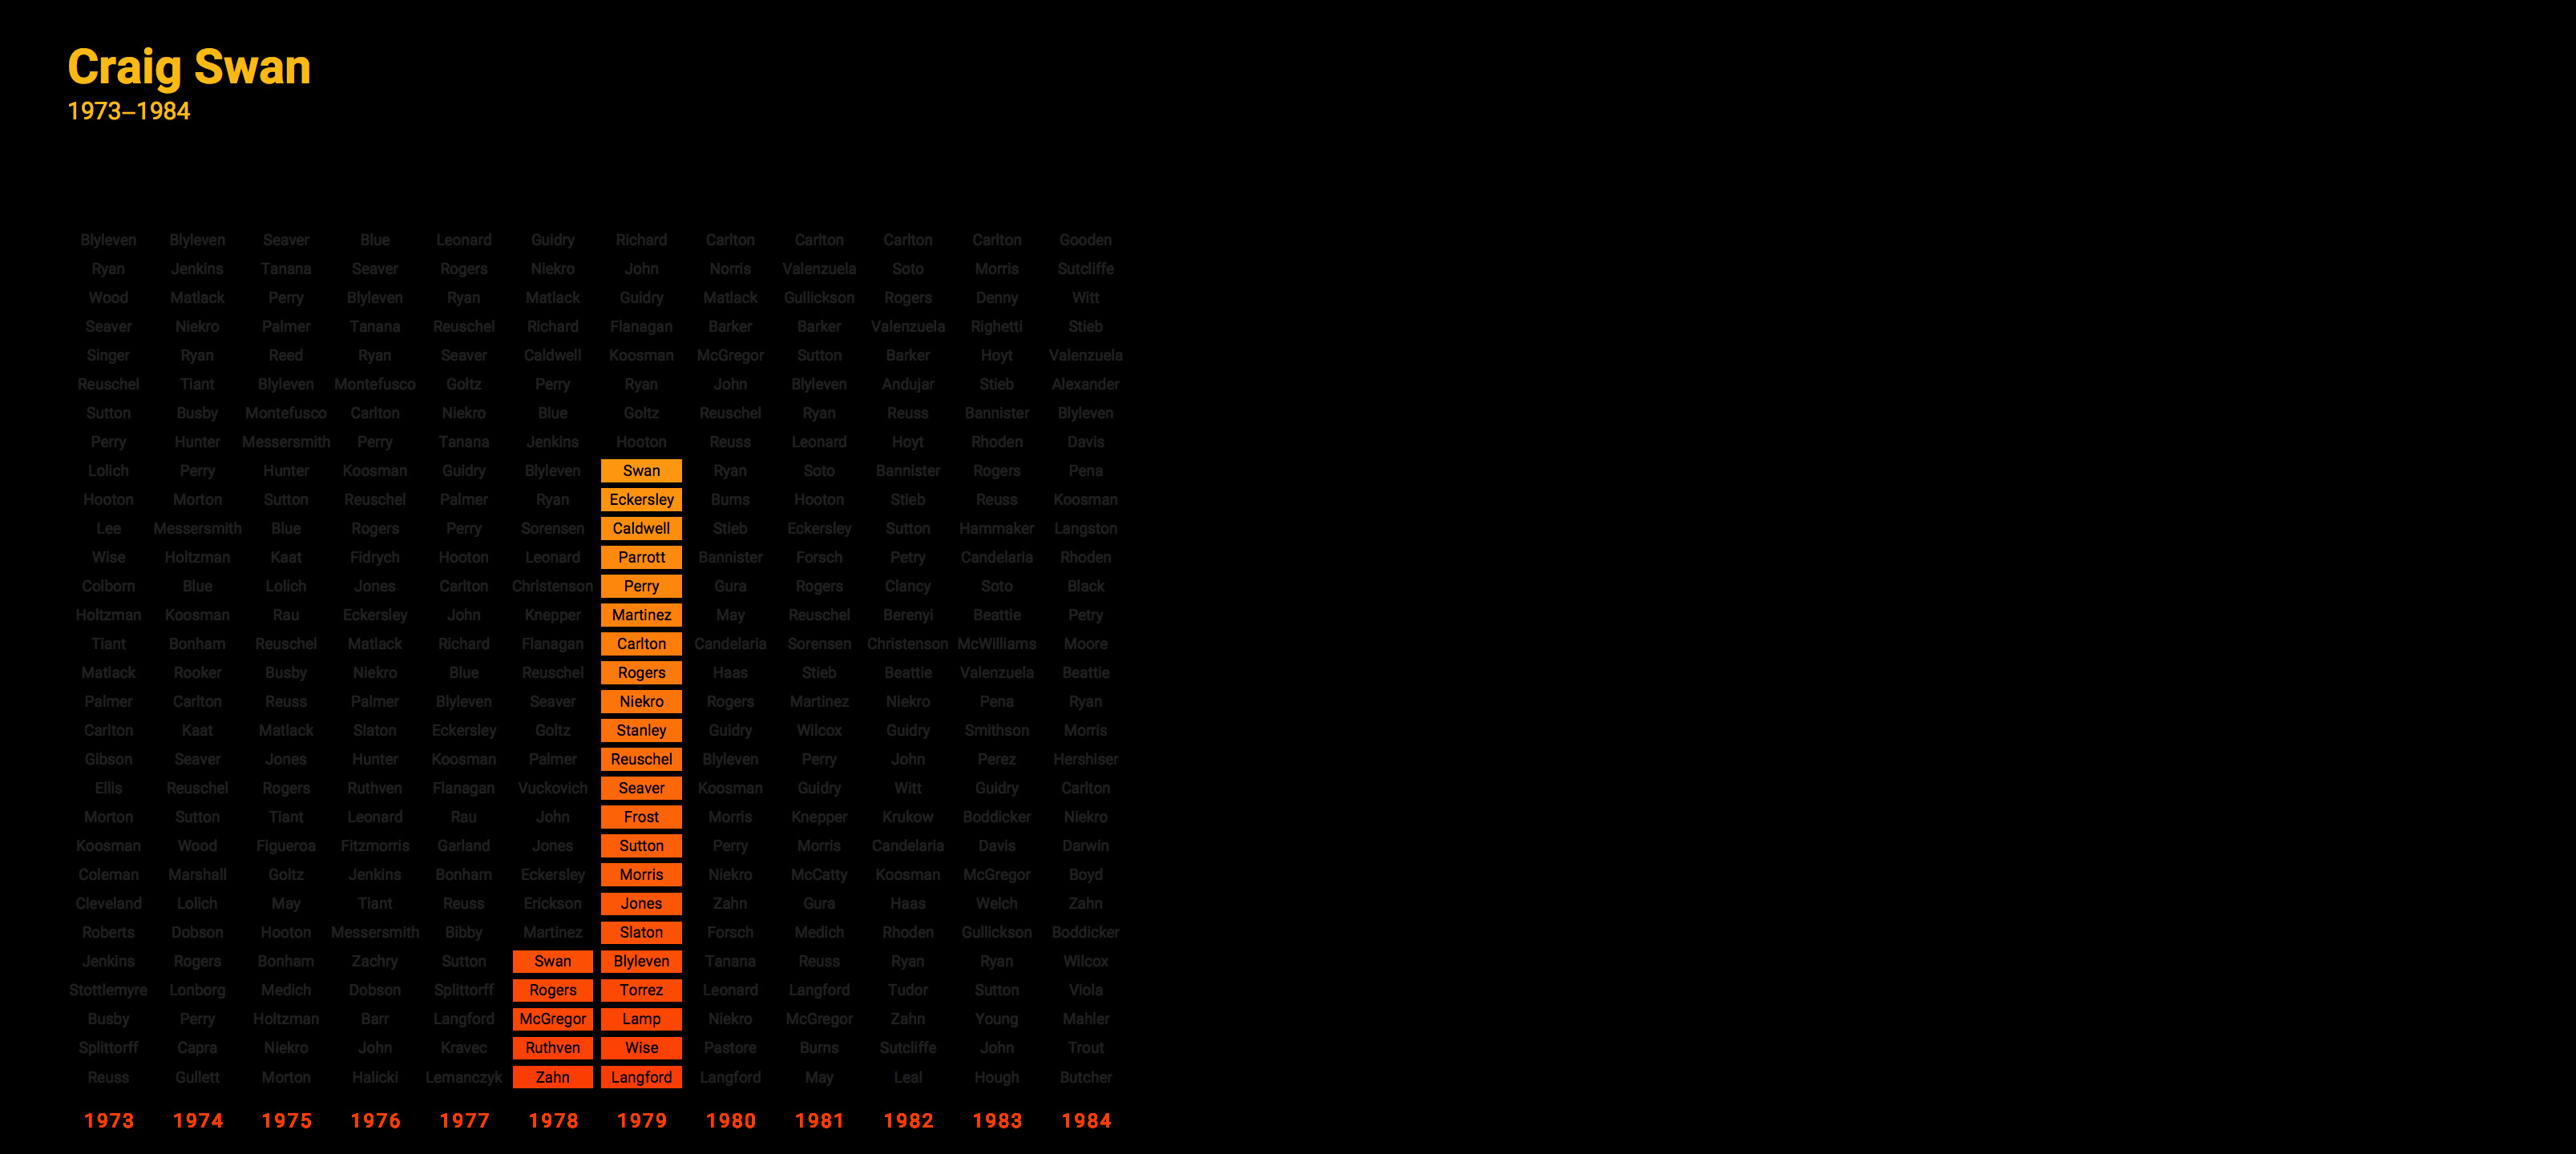 Craig Swan
1973–1984
Blyleven Blyleven Seaver Blue Leonard Guidry Richard Carlton Carlton Carlton Carlton Gooden
Ryan Jenkins Tanana Seaver Rogers Niekro John Norris Valenzuela Soto Morris Sutcliffe
Wood Matlack Perry Blyleven Ryan Matlack Guidry Matlack Gullickson Rogers Denny Witt
Seaver Niekro Palmer Tanana Reuschel Richard Flanagan Barker Barker Valenzuela Righetti Stieb
Singer Ryan Reed Ryan Seaver Caldwell Koosman McGregor Sutton Barker Hoyt Valenzuela
Reuschel Tiant Blyleven Montefusco Goltz Perry Ryan John Blyleven Andujar Stieb Alexander
Sutton Busby Montefusco Carlton Niekro Blue Goltz Reuschel Ryan Reuss Bannister Blyleven
Perry Hunter Messersmith Perry Tanana Jenkins Hooton Reuss Leonard Hoyt Rhoden Davis
Lolich Perry Hunter Koosman Guidry Blyleven Swan Ryan Soto Bannister Rogers Pena
Hooton Morton Sutton Reuschel Palmer Ryan Eckersley Burns Hooton Stieb Reuss Koosman
Lee Messersmith Blue Rogers Perry Sorensen Caldwell Stieb Eckersley Sutton Hammaker Langston
Wise Holtzman Kaat Fidrych Hooton Leonard Parrott Bannister Forsch Petry Candelaria Rhoden
Colborn Blue Lolich Jones Carlton Christenson Perry Gura Rogers Clancy Soto Black
Holtzman Koosman Rau Eckersley John Knepper Martinez May Reuschel Berenyi Beattie Petry
Tiant Bonham Reuschel Matlack Richard Flanagan Carlton Candelaria Sorensen Christenson McWilliams Moore
Matlack Rooker Busby Niekro Blue Reuschel Rogers Haas Stieb Beattie Valenzuela Beattie
Palmer Carlton Reuss Palmer Blyleven Seaver Niekro Rogers Martinez Niekro Pena Ryan
Carlton Kaat Matlack Slaton Eckersley Goltz Stanley Guidry Wilcox Guidry Smithson Morris
Gibson Seaver Jones Hunter Koosman Palmer Reuschel Blyleven Perry John Perez Hershiser
Ellis Reuschel Rogers Ruthven Flanagan Vuckovich Seaver Koosman Guidry Witt Guidry Carlton
Morton Sutton Tiant Leonard Rau John Frost Morris Knepper Krukow Boddicker Niekro
Koosman Wood Figueroa Fitzmorris Garland Jones Sutton Perry Morris Candelaria Davis Darwin
Coleman Marshall Goltz Jenkins Bonham Eckersley Morris Niekro McCatty Koosman McGregor Boyd
Cleveland Lolich May Tiant Reuss Erickson Jones Zahn Gura Haas Welch Zahn
Roberts Dobson Hooton Messersmith Bibby Martinez Slaton Forsch Medich Rhoden Gullickson Boddicker
Jenkins Rogers Bonham Zachry Sutton Swan Blyleven Tanana Reuss Ryan Ryan Wilcox
Stottlemyre Lonborg Medich Dobson Splittorff Rogers Torrez Leonard Langford Tudor Sutton Viola
Busby Perry Holtzman Barr Langford McGregor Lamp Niekro McGregor Zahn Young Mahler
Splittorff Capra Niekro John Kravec Ruthven Wise Pastore Burns Sutcliffe John Trout
Reuss Gullett Morton Halicki Lemanczyk Zahn Langford Langford May Leal Hough Butcher
1973 1974 1975 1976 1977 1978 1979 1980 1981 1982 1983 1984